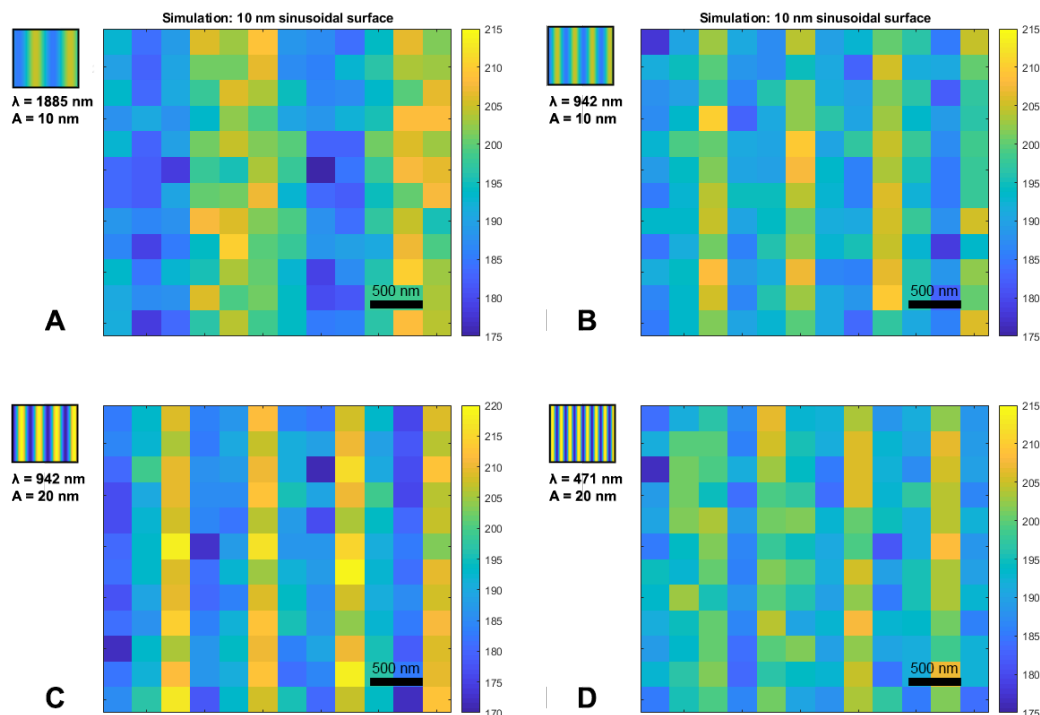 Simulation: 10 nm sinusoidal surface
λ = 1885 nm
A = 10 nm
500 nm
A
215
210
205
200
195
190
185
180
175
Simulation: 10 nm sinusoidal surface
λ = 942 nm
A = 10 nm
500 nm
B
215
210
205
200
195
190
185
180
175
λ = 942 nm
A = 20 nm
500 nm
C
220
215
210
205
200
195
190
185
180
175
170
λ = 471 nm
A = 20 nm
500 nm
D
215
210
205
200
195
190
185
180
175